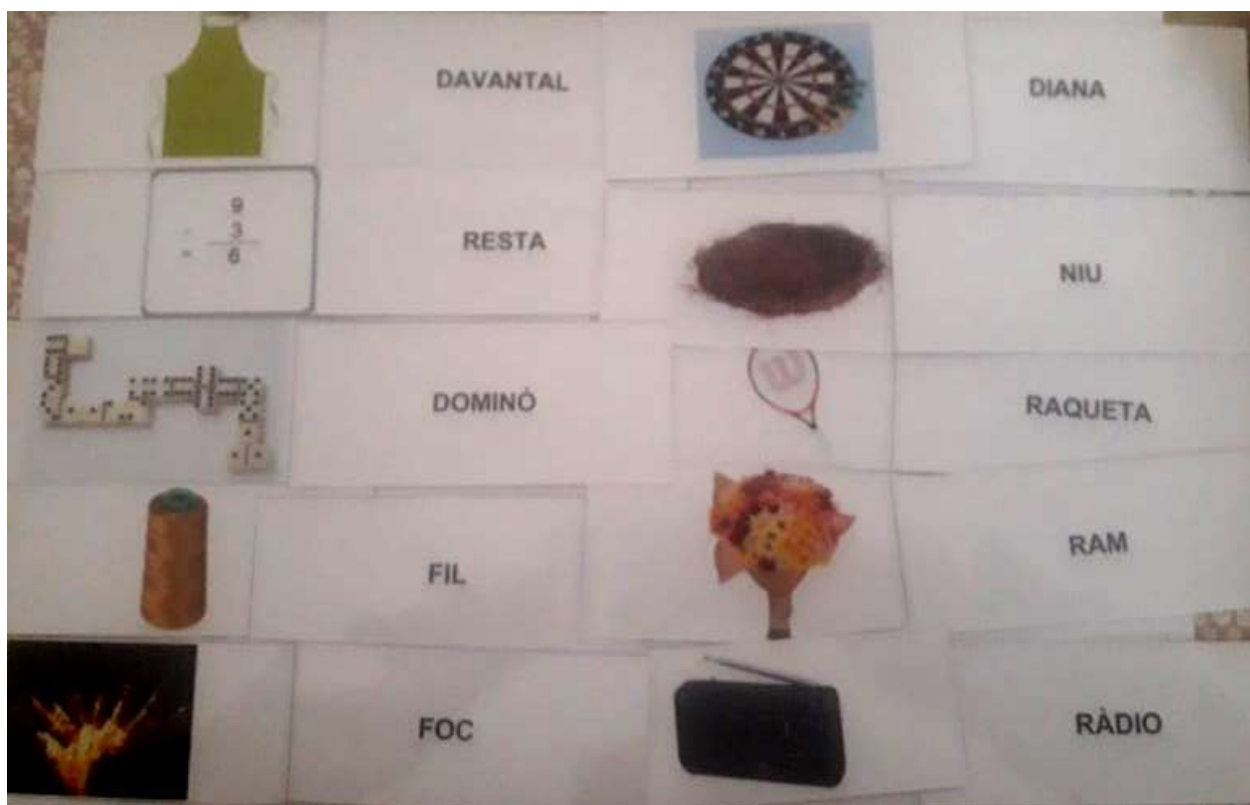 DAVANTAL
DIANA
9
- 3
= 6
RESTA
NIU
DOMINÓ
W
RAQUETA
FIL
RAM
FOC
RÀDIO